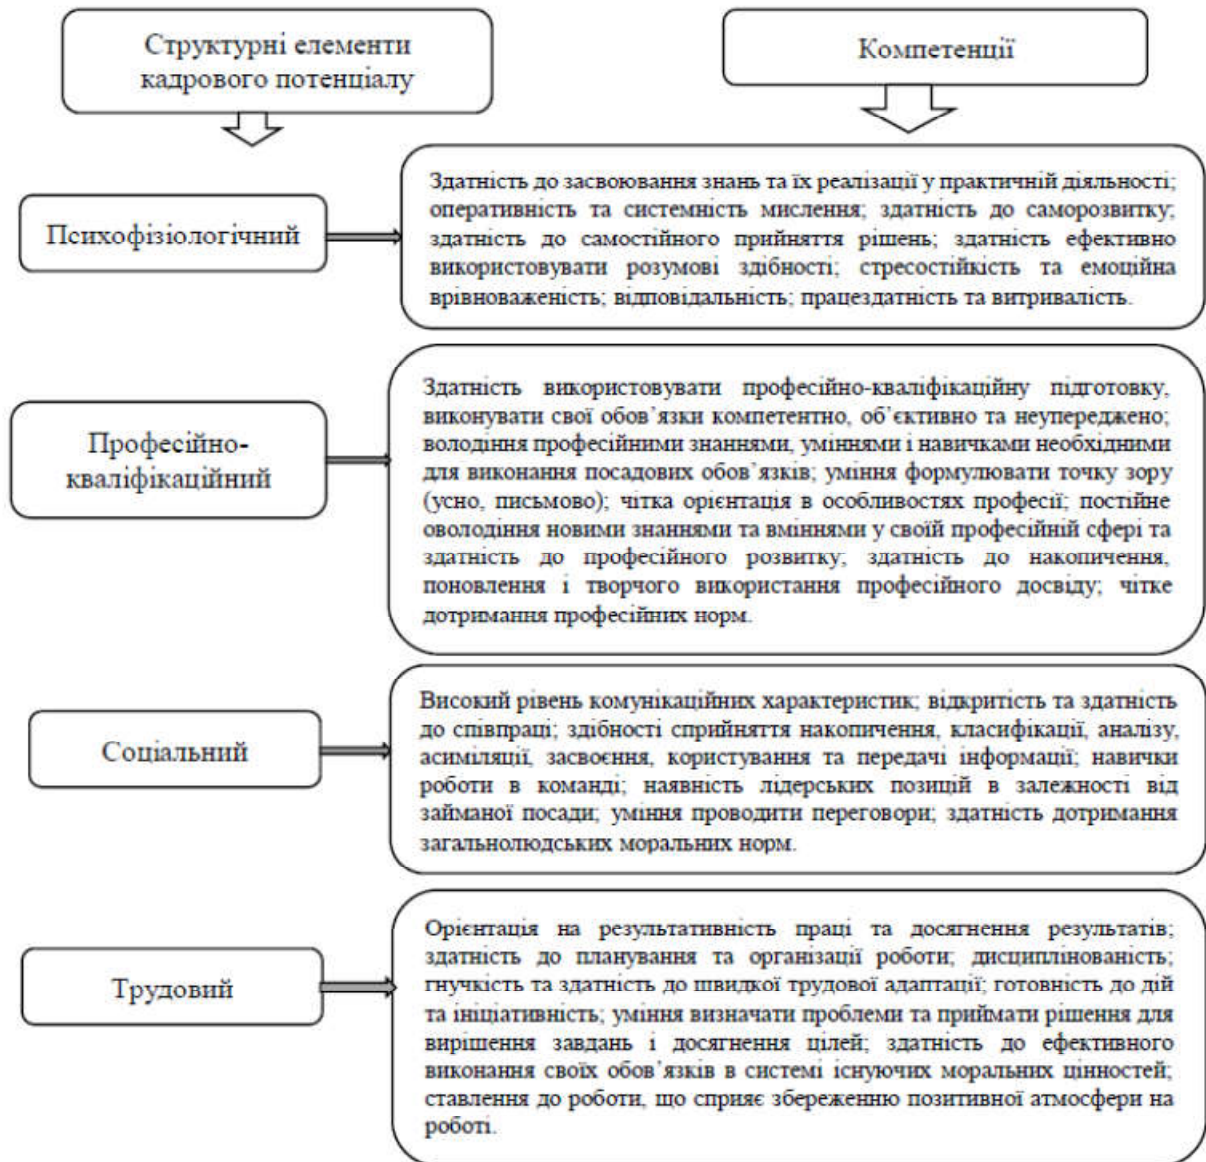 Структурні елементи
кадрового потенціалу
Компетенції
Психофізіологічний
Здатність до засвоювання знань та їх реалізації у практичній діяльності;
оперативність та системність мислення; здатність до саморозвитку;
здатність до самостійного прийняття рішень; здатність ефективно
використовувати розумові здібності; стресостійкість та емоційна
врівноваженість; відповідальність; працездатність та витривалість.
Професійно-
кваліфікаційний
Здатність використовувати професійно-кваліфікаційну підготовку,
виконувати свої обов’язки компетентно, об’єктивно та неупереджено;
володіння професійними знаннями, уміннями і навичками необхідними
для виконання посадових обов’язків; уміння формулювати точку зору
(усно, письмово); чітка орієнтація в особливостях професії; постійне
оволодіння новими знаннями та вміннями у своїй професійній сфері та
здатність до професійного розвитку; здатність до накопичення,
поновлення і творчого використання професійного досвіду; чітке
дотримання професійних норм.
Соціальний
Високий рівень комунікаційних характеристик; відкритість та здатність
до співпраці; здібності сприйняття накопичення, класифікації, аналізу,
асиміляції, засвоєння, користування та передачі інформації; навички
роботи в команді; наявність лідерських позицій в залежності від
займаної посади; уміння проводити переговори; здатність дотримання
загальнолюдських моральних норм.
Трудовий
Орієнтація на результативність праці та досягнення результатів;
здатність до планування та організації роботи; дисциплінованість;
гнучкість та здатність до швидкої трудової адаптації; готовність до дій
та ініціативність; уміння визначати проблеми та приймати рішення для
вирішення завдань і досягнення цілей; здатність до ефективного
виконання своїх обов’язків в системі існуючих моральних цінностей;
ставлення до роботи, що сприяє збереженню позитивної атмосфери на
роботі.